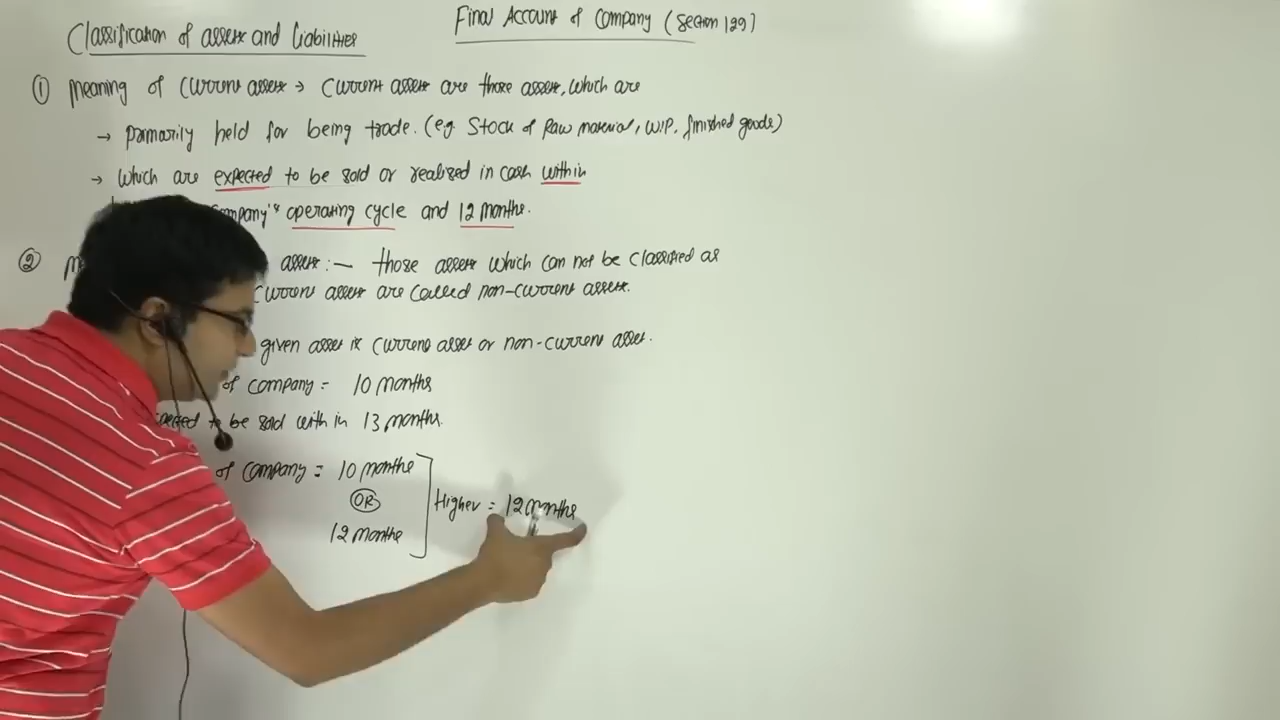 Classification of assets and Liabilities
Final Account of Company (Section 129)
① Meaning of Current assets → Current assets are those assets, which are
→ Primarily held for being trade. (eg. Stock of Raw material, WIP, finished goods)
→ Which are expected to be sold or realised in cash within
company's operating cycle and 12 months.
② assets :— those assets which can not be classified as
Current assets are called non-current assets.
given asset is current asset or non-current asset.
of company = 10 months
to be sold with in 13 months.
of company = 10 months
OR
12 months
Higher = 12 months